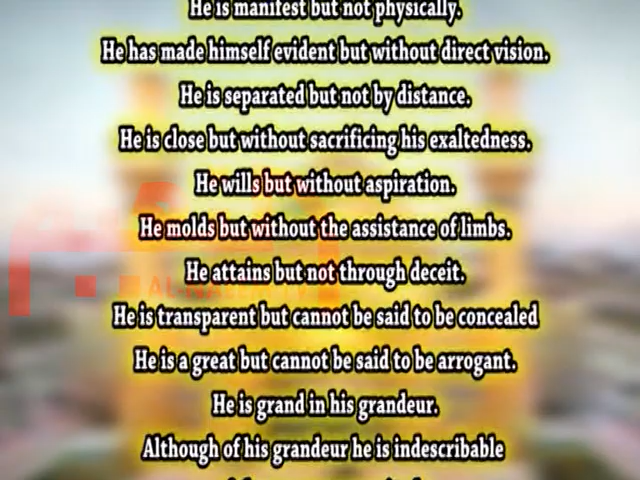 He is manifest but not physically.
He has made himself evident but without direct vision.
He is separated but not by distance.
He is close but without sacrificing his exaltedness.
He wills but without aspiration.
He molds but without the assistance of limbs.
He attains but not through deceit.
He is transparent but cannot be said to be concealed
He is a great but cannot be said to be arrogant.
He is grand in his grandeur.
Although of his grandeur he is indescribable